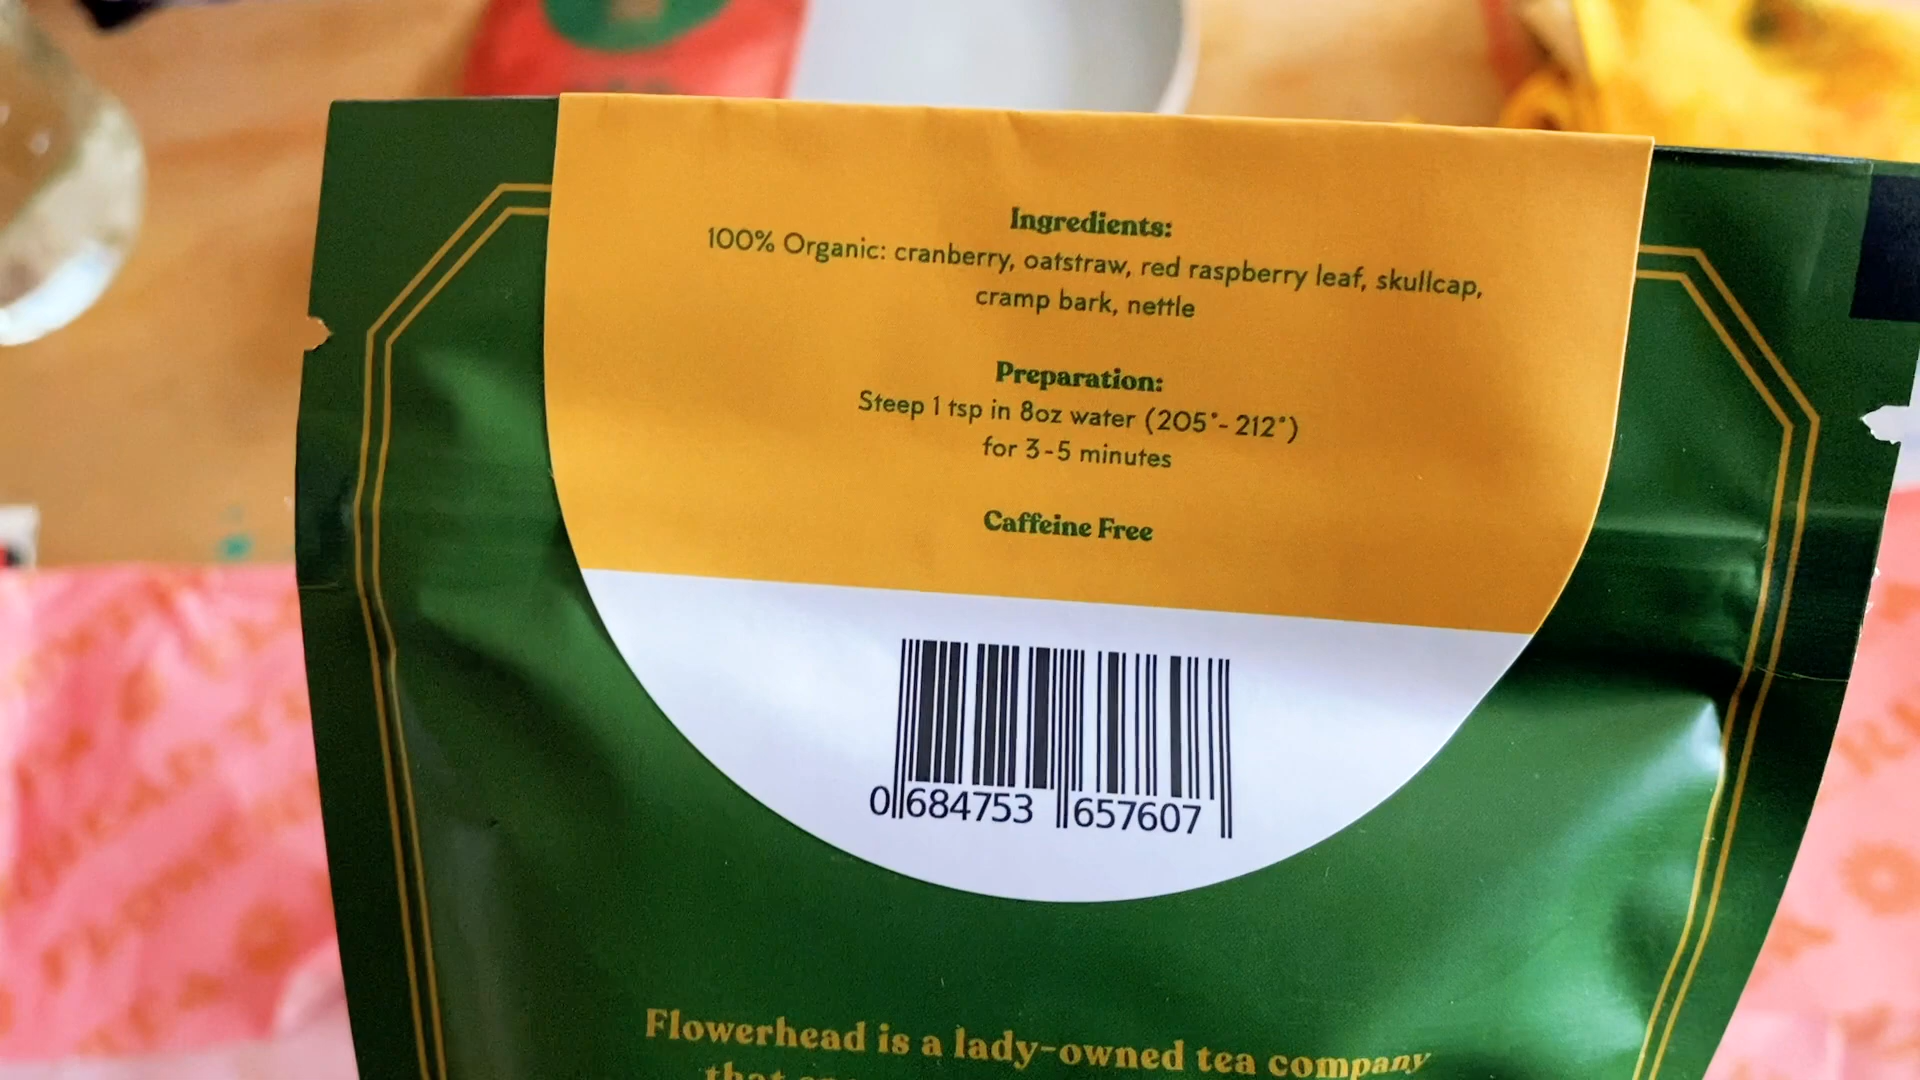 Ingredients:
100% Organic: cranberry, oatstraw, red raspberry leaf, skullcap,
cramp bark, nettle
Preparation:
Steep 1 tsp in 8oz water (205°- 212°)
for 3-5 minutes
Caffeine Free
0 684753 657607
Flowerhead is a lady-owned tea company
that